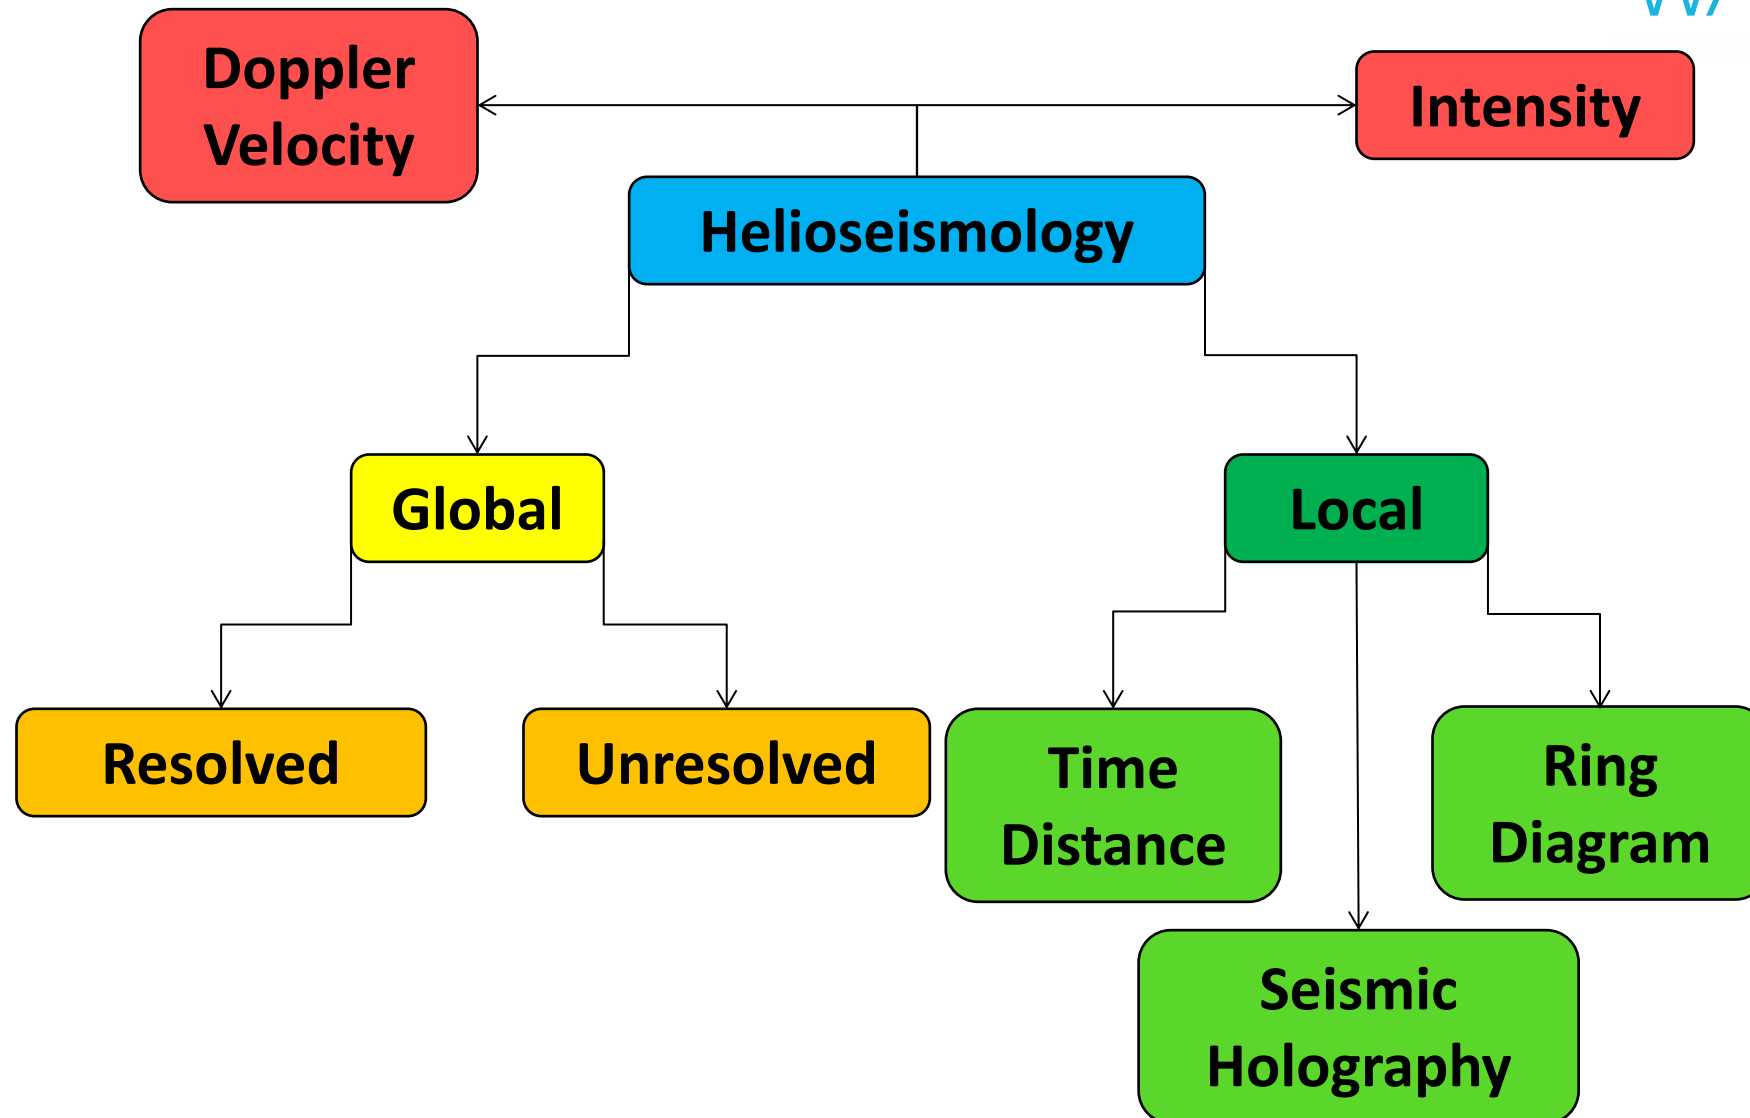 Doppler
Velocity
Intensity
Helioseismology
Global
Local
Resolved
Unresolved
Time
Distance
Ring
Diagram
Seismic
Holography